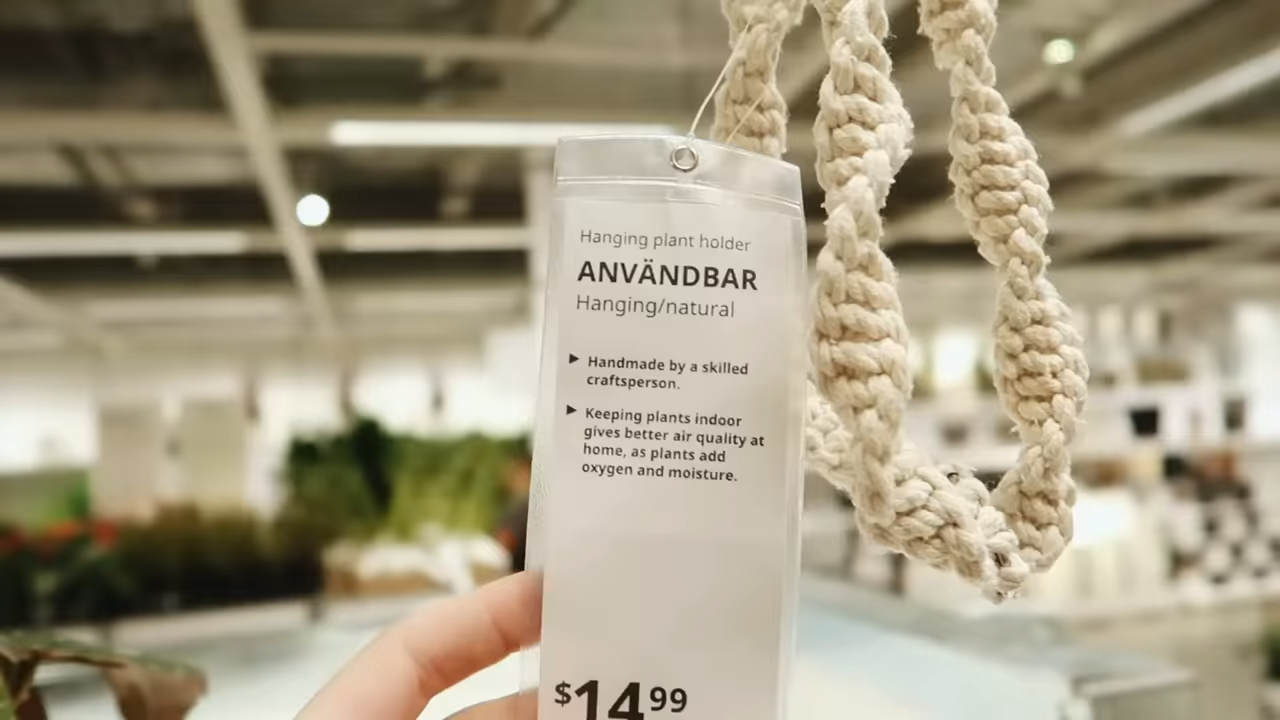 Hanging plant holder
ANVÄNDBAR
Hanging/natural
▶ Handmade by a skilled
craftsperson.
▶ Keeping plants indoor
gives better air quality at
home, as plants add
oxygen and moisture.
$14 99